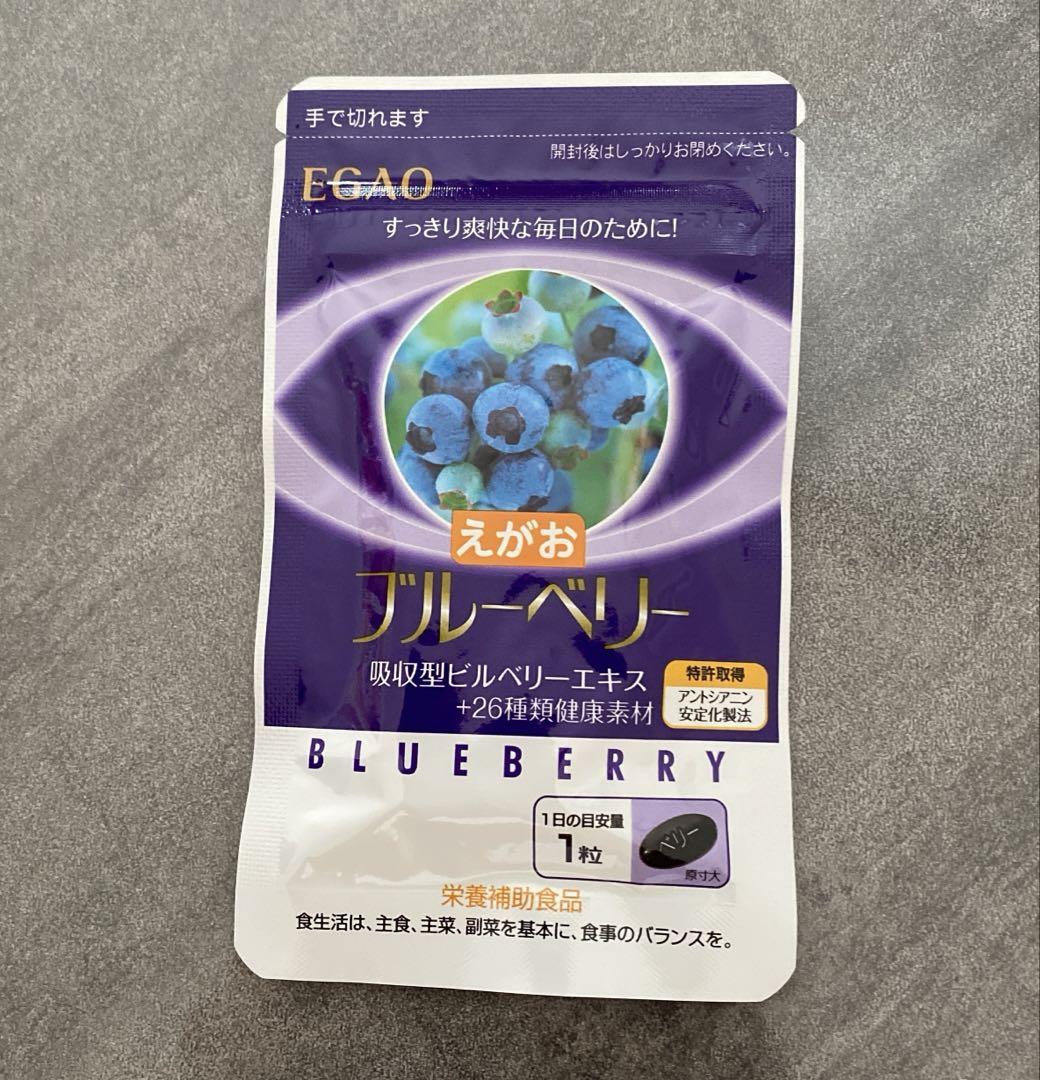 手で切れます
開封後はしっかりお閉めください。
EGAO
すっきり爽快な毎日のために!
えがお
ブルーベリー
吸収型ビルベリーエキス
+26種類健康素材
特許取得
アントシアニン
安定化製法
BLUEBERRY
1日の目安量
1粒
ベリー
原寸大
栄養補助食品
食生活は、主食、主菜、副菜を基本に、食事のバランスを。